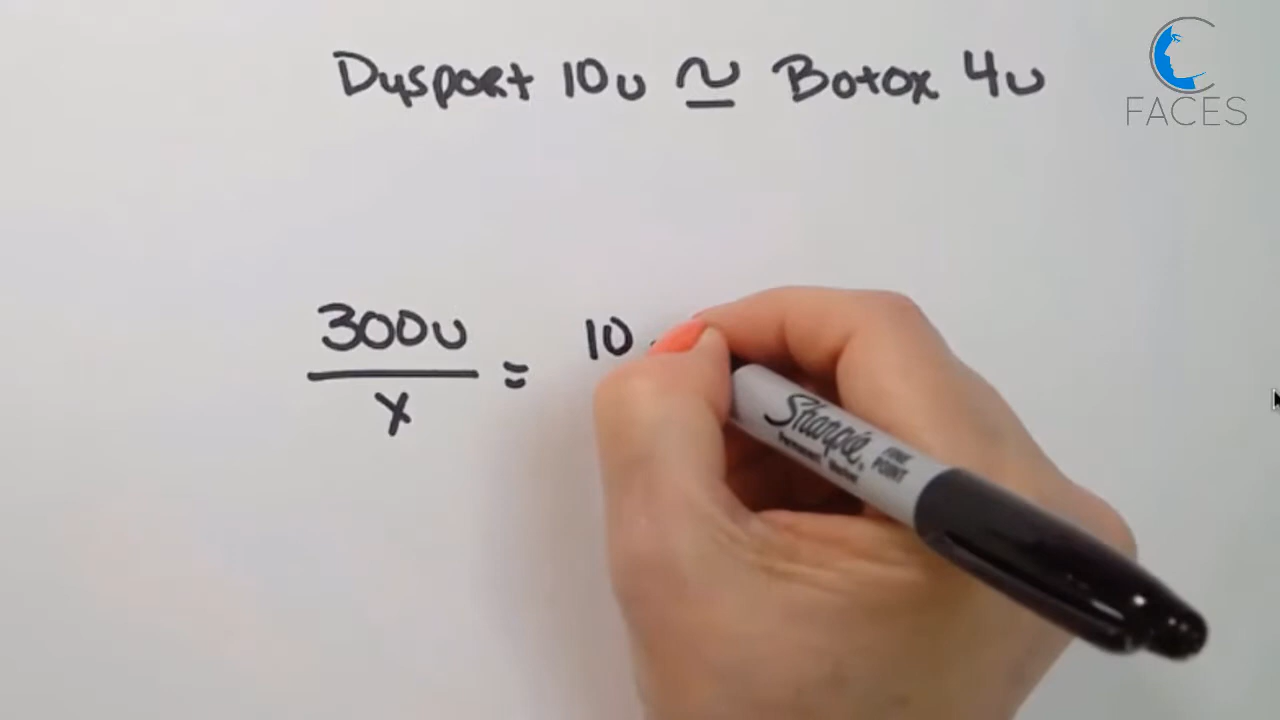 Dysport 10u ≅ Botox 4u
FACES
300u = 10
x
Sharpie
FINE POINT